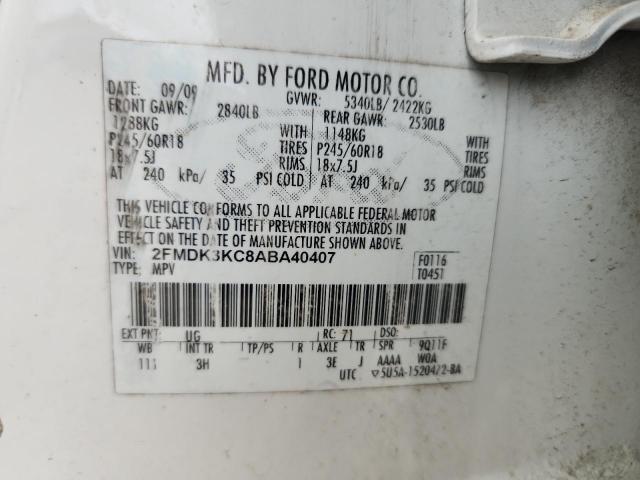 MFD. BY FORD MOTOR CO.
DATE: 09/09 GVWR: 5340LB/ 2422KG
FRONT GAWR: 2840LB REAR GAWR: 2530LB
1288KG WITH 1148KG WITH
P245/60R18 TIRES P245/60R18 TIRES
18x7.5J RIMS 18x7.5J RIMS
AT 240 kPa/ 35 PSI COLD AT 240 kPa/ 35 PSI COLD
THIS VEHICLE CONFORMS TO ALL APPLICABLE FEDERAL MOTOR
VEHICLE SAFETY AND THEFT PREVENTION STANDARDS
IN EFFECT ON THE DATE OF MANUFACTURE SHOWN ABOVE.
VIN: 2FMDK3KC8ABA40407 F0116
TYPE: MPV T0451
EXT PNT: UG RC: 71 DSO:
WB INT TR TP/PS R AXLE TR SPR 9Q11F
111 3H 1 3E J AAAA W0A
UTC 5U5A-15204/2-BA